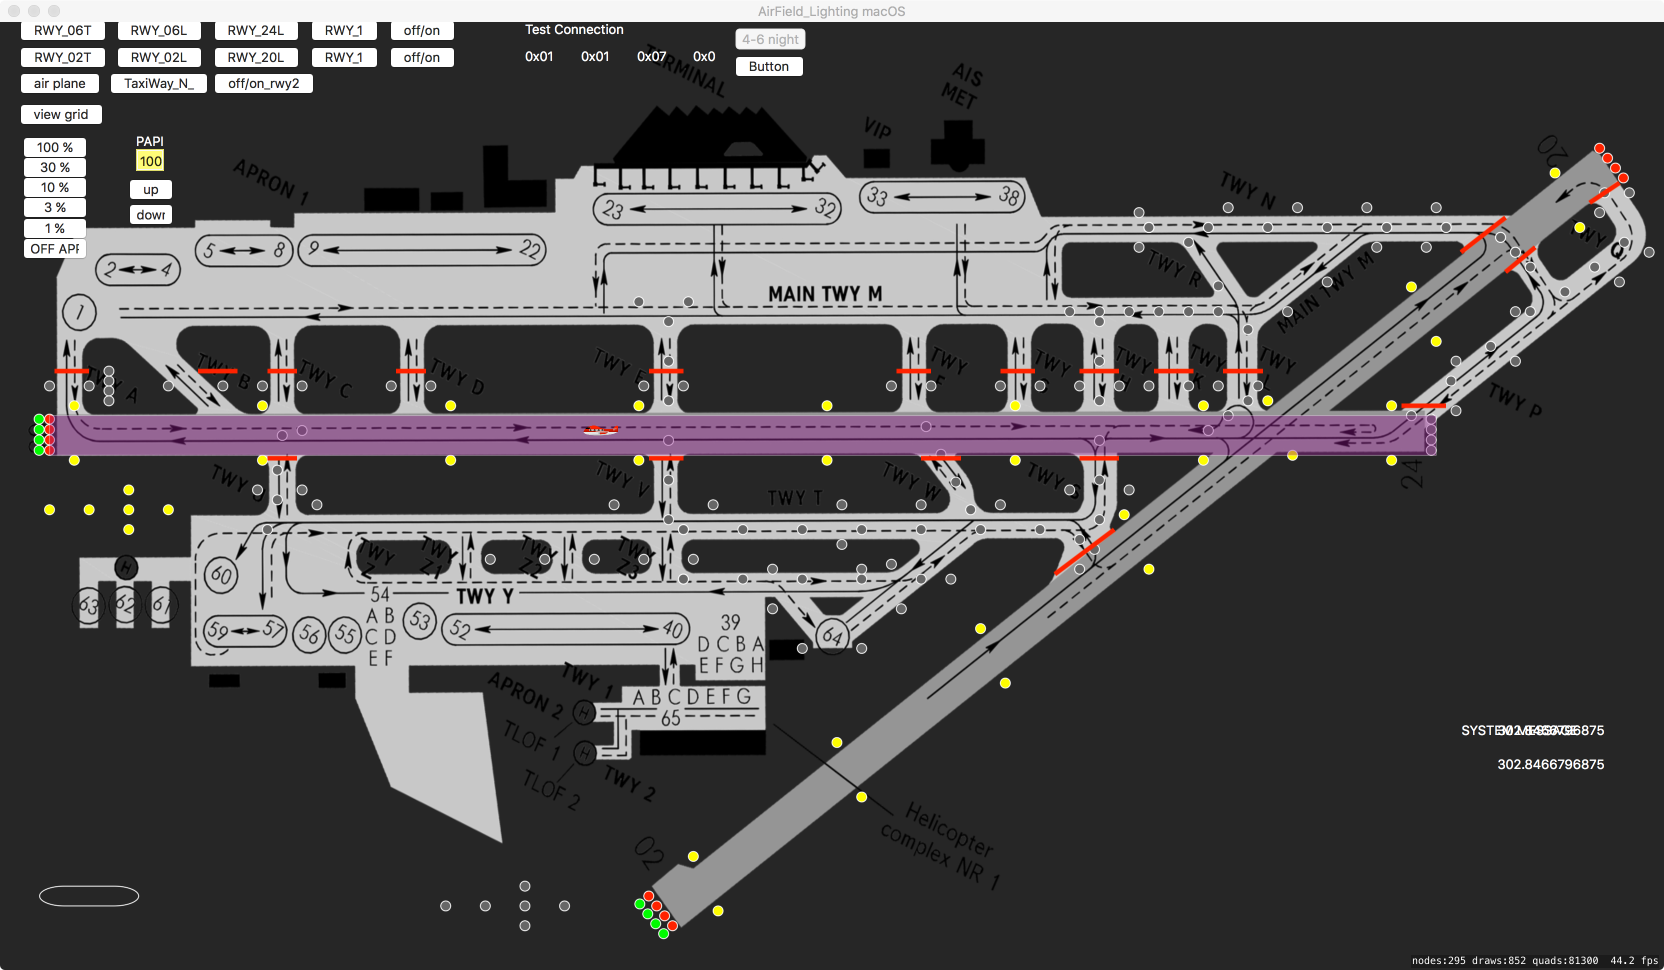 AirField_Lighting macOS
RWY_06T RWY_06L RWY_24L RWY_1 off/on
Test Connection
4-6 night
RWY_02T RWY_02L RWY_20L RWY_1 off/on
0x01 0x01 0x07 0x0
Button
air plane TaxiWay_N_ off/on_rwy2
view grid
100 %
30 %
10 %
3 %
1 %
OFF APF
PAPI
100
up
down
TERMINAL
AIS
MET
VIP
APRON 1
TWY N
20
23 32
33 38
5 8
9 22
2 4
1
TWY Q
TWY R
MAIN TWY M
MAIN TWY M
TWY A
TWY B
TWY C
TWY D
TWY E
TWY F
TWY
TWY H
TWY K
TWY L
TWY P
24
TWY U
TWY V
TWY T
TWY W
TWY S
TWY Z
TWY Z1
TWY Z2
TWY Z3
60
H
63 62 61
54
TWY Y
A B
C D
E F
59 57
56
55
53
52 40
39
D C B A
E F G H
64
TWY 1
A B C D E F G
65
APRON 2
H
TLOF 1
H
TLOF 2
TWY 2
Helicopter
complex NR 1
02
302.8466796875
nodes:295 draws:852 quads:81300 44.2 fps